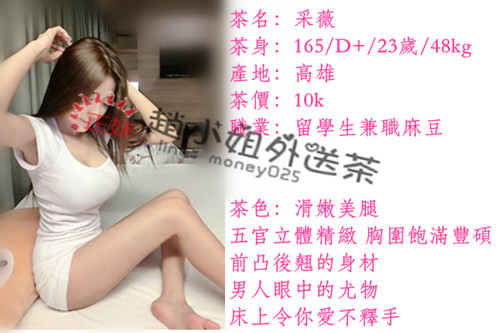 茶名: 采薇
茶身: 165/D+/23歲/48kg
產地: 高雄
茶價: 10k
職業: 留學生兼職麻豆
趙小姐外送茶
money025
茶色: 滑嫩美腿
五官立體精緻 胸圍飽滿豐碩
前凸後翹的身材
男人眼中的尤物
床上令你愛不釋手